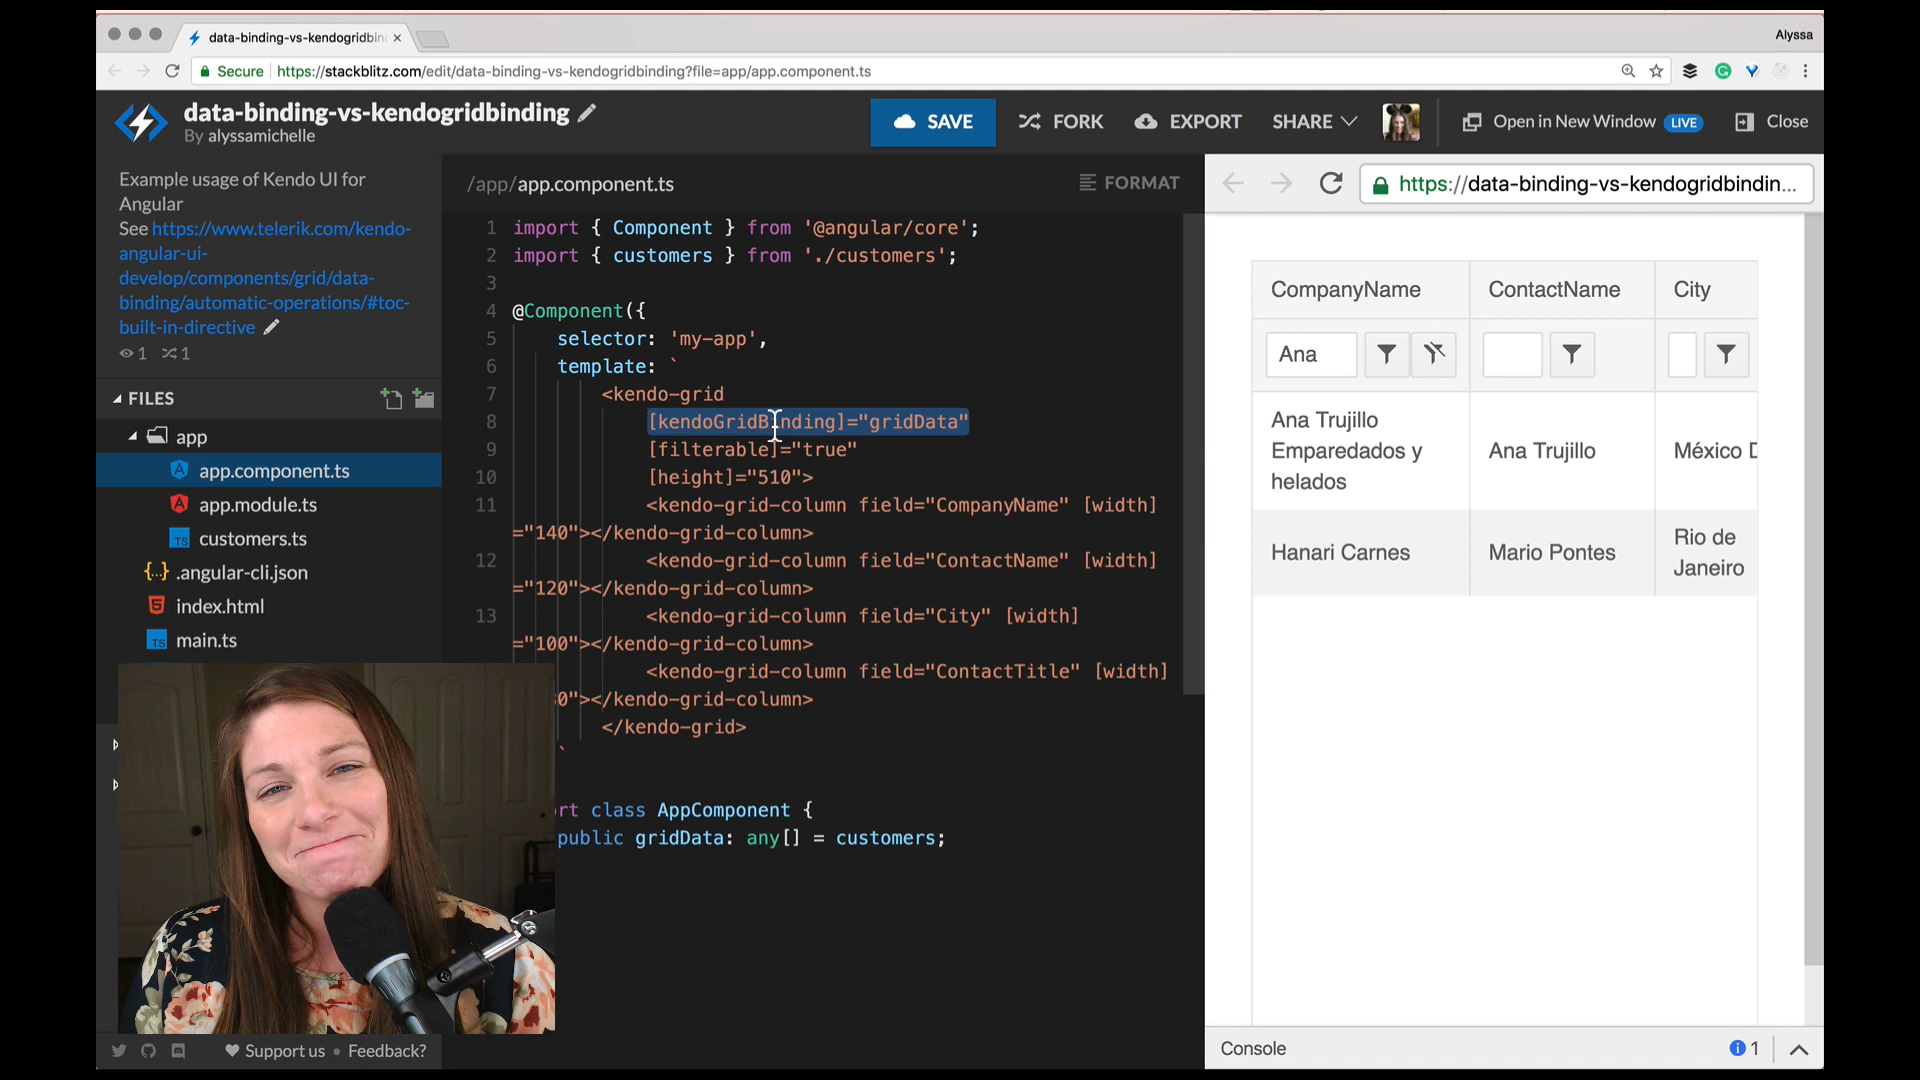 data-binding-vs-kendogridbin
Alyssa
Secure https://stackblitz.com/edit/data-binding-vs-kendogridbinding?file=app/app.component.ts
data-binding-vs-kendogridbinding
By alyssamichelle
SAVE
FORK
EXPORT
SHARE
Open in New Window LIVE
Close
Example usage of Kendo UI for
Angular
See https://www.telerik.com/kendo-
angular-ui-
develop/components/grid/data-
binding/automatic-operations/#toc-
built-in-directive
1 1
FILES
app
app.component.ts
app.module.ts
customers.ts
.angular-cli.json
index.html
main.ts
Support us • Feedback?
/app/app.component.ts
FORMAT
1 import { Component } from '@angular/core';
2 import { customers } from './customers';
3
4 @Component({
5 selector: 'my-app',
6 template: `
7 <kendo-grid
8 [kendoGridBinding]="gridData"
9 [filterable]="true"
10 [height]="510">
11 <kendo-grid-column field="CompanyName" [width]
="140"></kendo-grid-column>
12 <kendo-grid-column field="ContactName" [width]
="120"></kendo-grid-column>
13 <kendo-grid-column field="City" [width]
="100"></kendo-grid-column>
<kendo-grid-column field="ContactTitle" [width]
0"></kendo-grid-column>
</kendo-grid>
`
rt class AppComponent {
public gridData: any[] = customers;
https://data-binding-vs-kendogridbindin...
CompanyName ContactName City
Ana
Ana Trujillo
Emparedados y
helados
Ana Trujillo
México D
Hanari Carnes
Mario Pontes
Rio de
Janeiro
Console
1